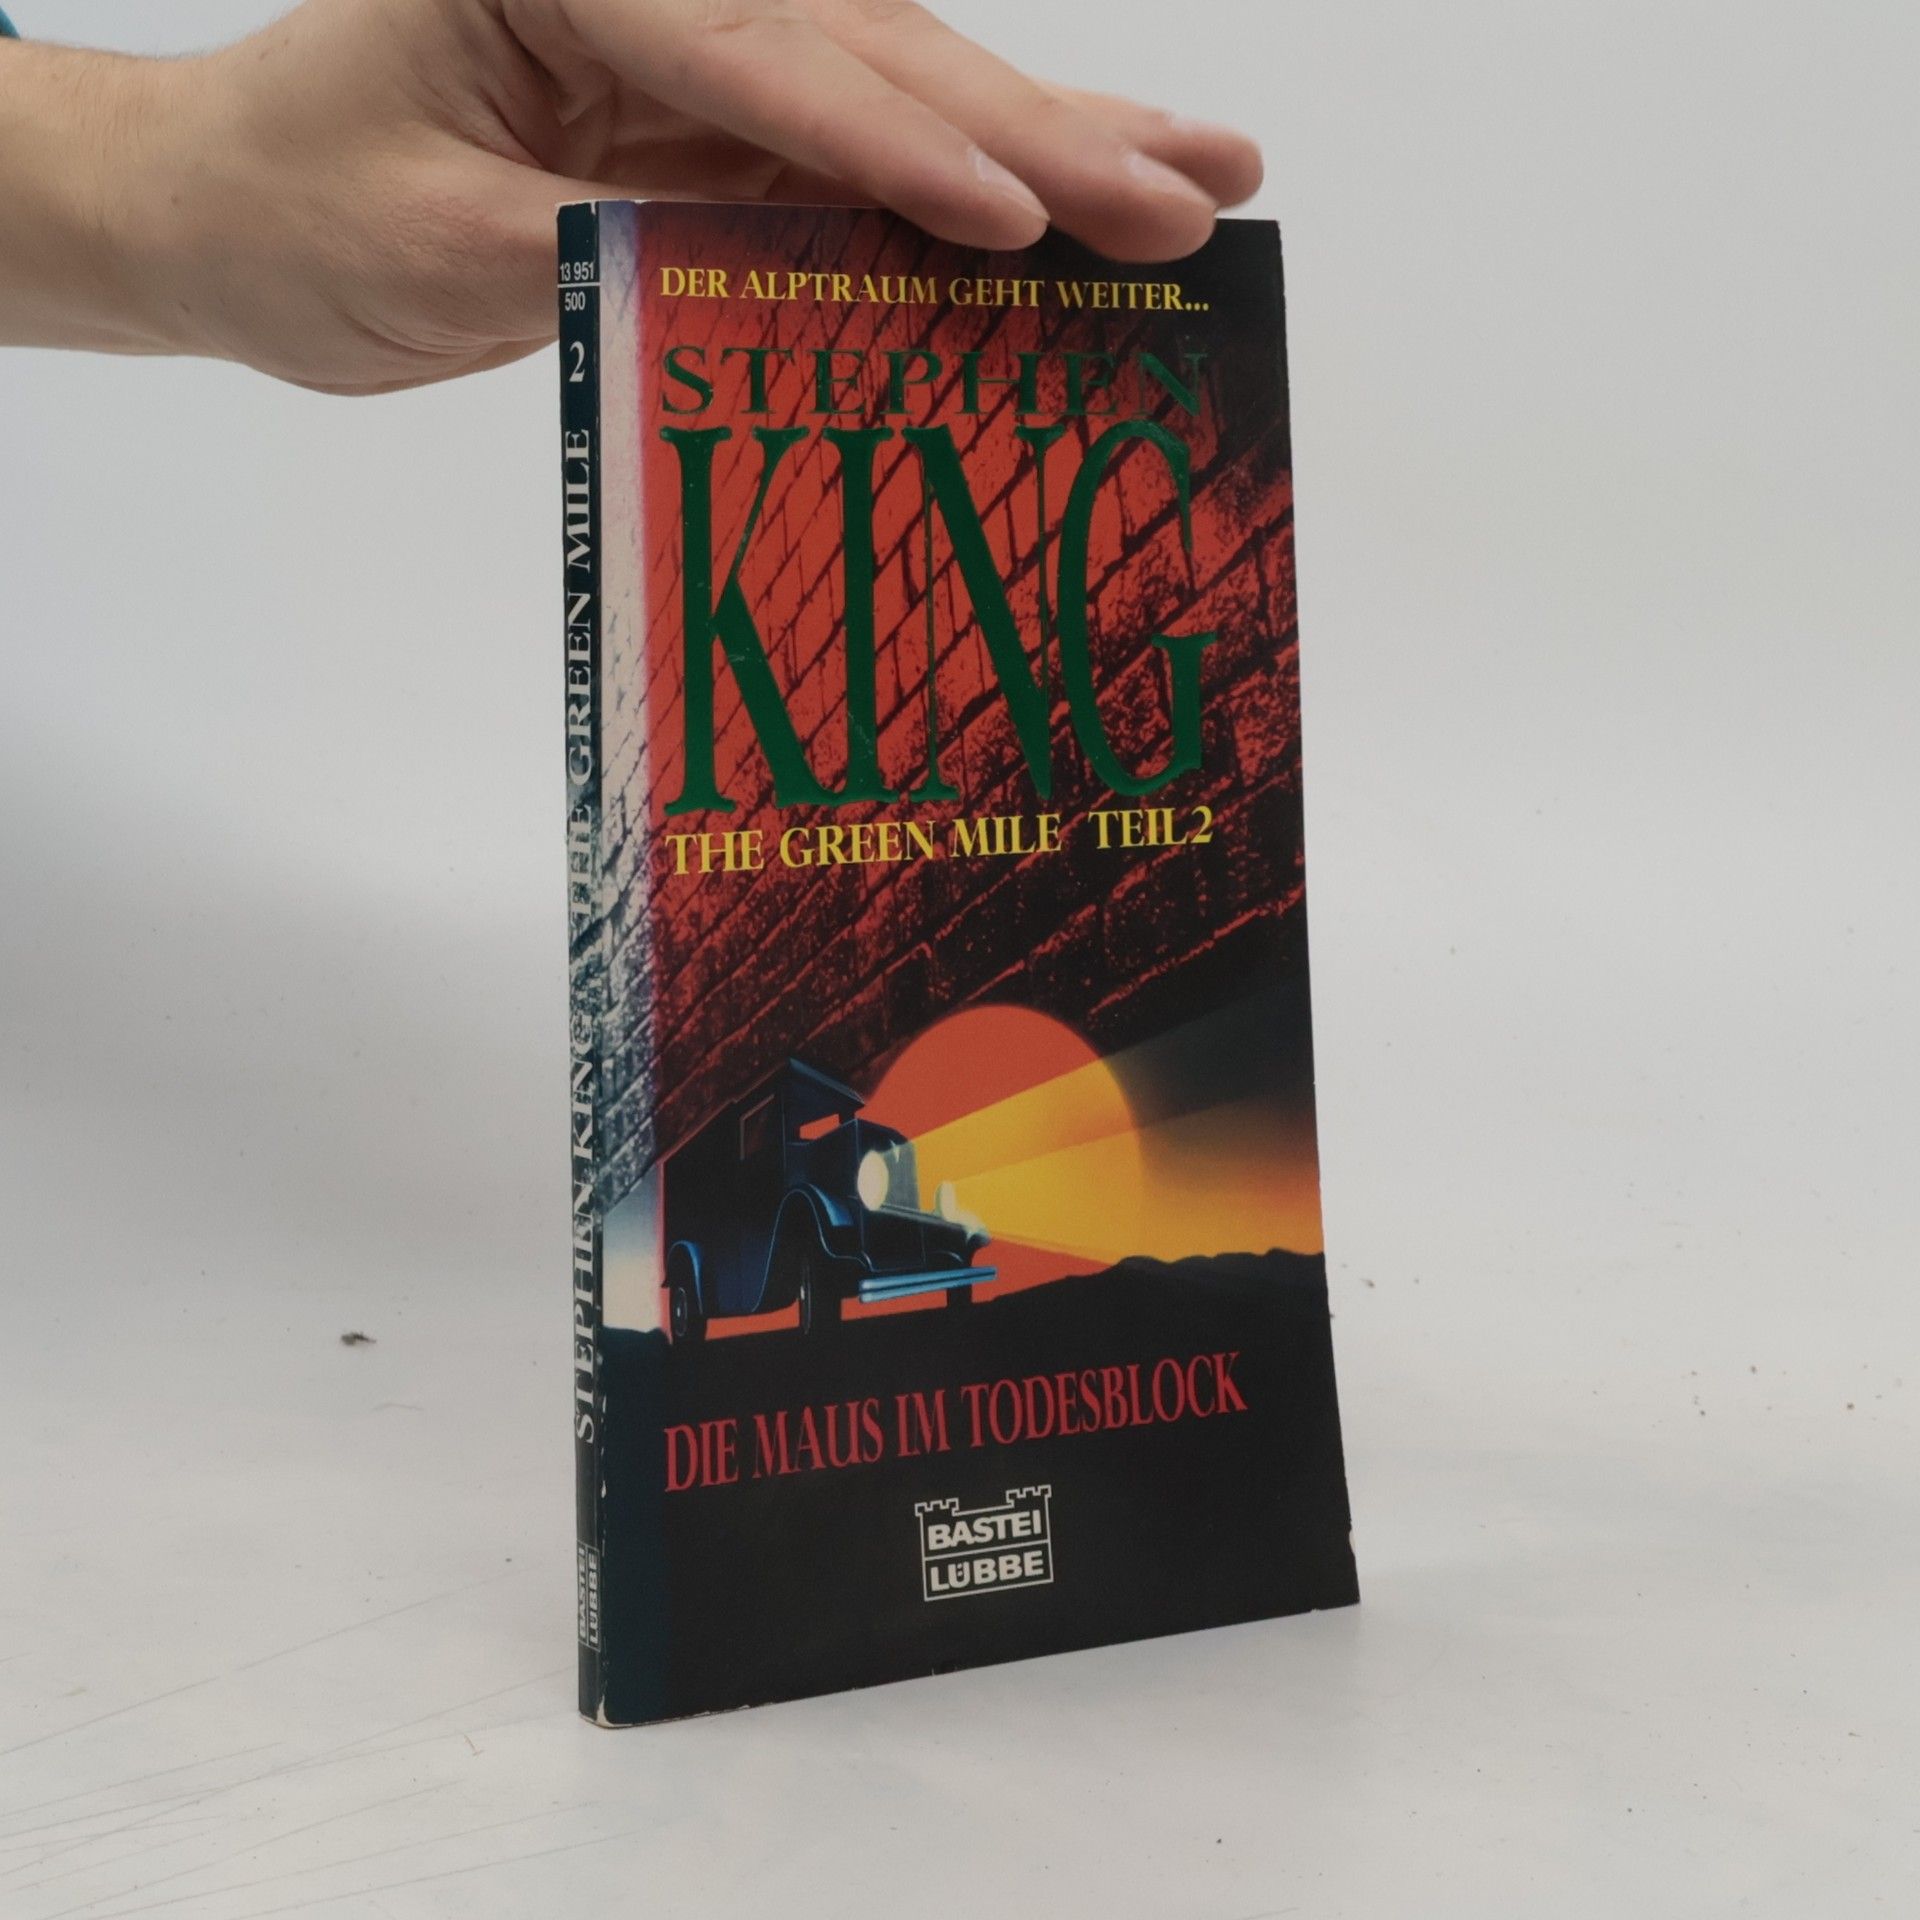 DER ALPTRAUM GEHT WEITER...
STEPHEN
KING
THE GREEN MILE TEIL 2
DIE MAUS IM TODESBLOCK
BASTEI
LÜBBE
13 951
500
2
STEPHEN KING THE GREEN MILE
BASTEI
LÜBBE